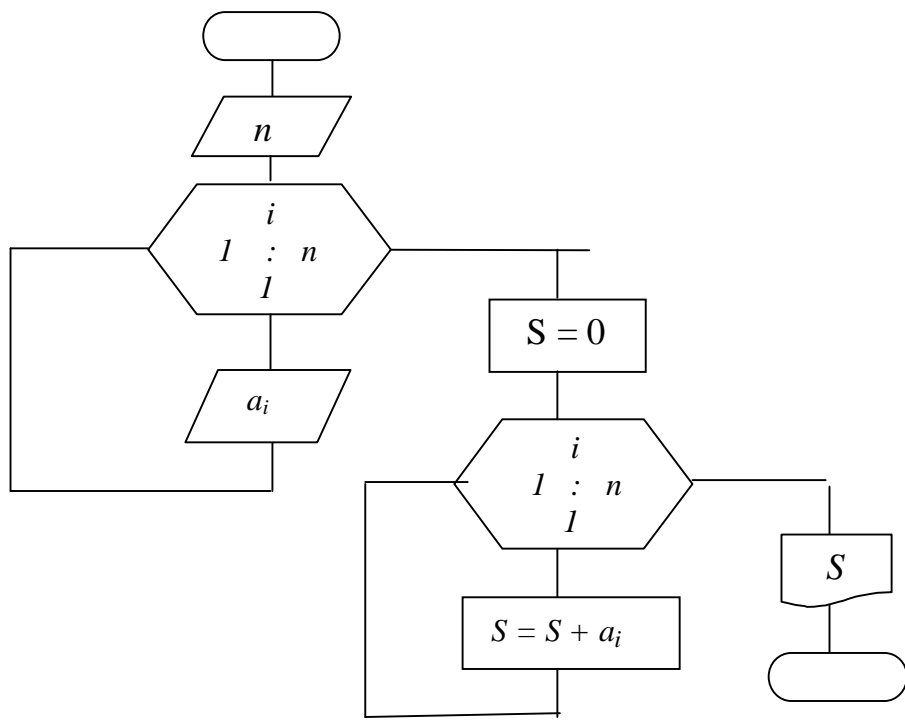 n
i
1 : n
1
a_i
S = 0
i
1 : n
1
S = S + a_i
S